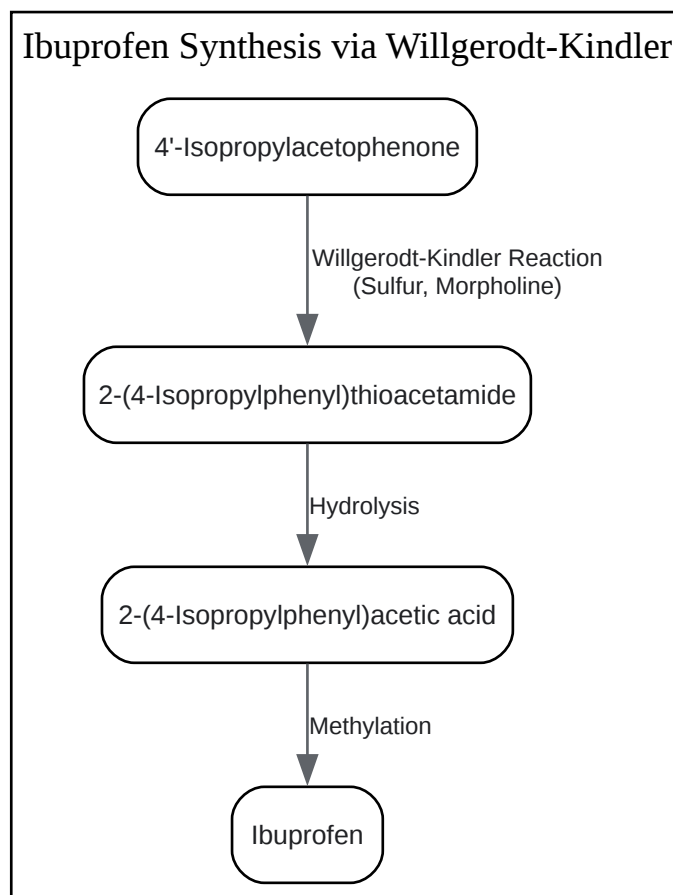 Ibuprofen Synthesis via Willgerodt-Kindler
4'-Isopropylacetophenone
Willgerodt-Kindler Reaction
(Sulfur, Morpholine)
2-(4-Isopropylphenyl)thioacetamide
Hydrolysis
2-(4-Isopropylphenyl)acetic acid
Methylation
Ibuprofen